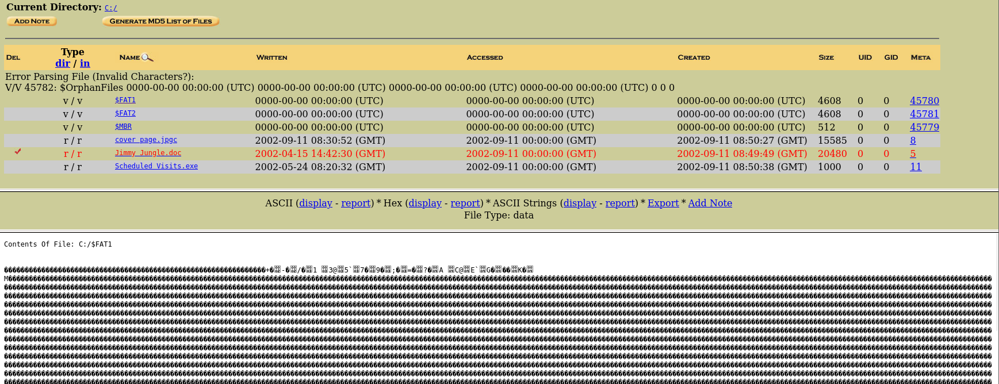 Current Directory: C:/
ADD NOTE GENERATE MD5 LIST OF FILES
DEL Type dir / in NAME WRITTEN ACCESSED CREATED SIZE UID GID META
Error Parsing File (Invalid Characters?):
V/V 45782: $OrphanFiles 0000-00-00 00:00:00 (UTC) 0000-00-00 00:00:00 (UTC) 0000-00-00 00:00:00 (UTC) 0000-00-00 00:00:00 (UTC) 0 0 0
v / v $FAT1 0000-00-00 00:00:00 (UTC) 0000-00-00 00:00:00 (UTC) 0000-00-00 00:00:00 (UTC) 4608 0 0 45780
v / v $FAT2 0000-00-00 00:00:00 (UTC) 0000-00-00 00:00:00 (UTC) 0000-00-00 00:00:00 (UTC) 4608 0 0 45781
v / v $MBR 0000-00-00 00:00:00 (UTC) 0000-00-00 00:00:00 (UTC) 0000-00-00 00:00:00 (UTC) 512 0 0 45779
r / r cover page.jpgc 2002-09-11 08:30:52 (GMT) 2002-09-11 00:00:00 (GMT) 2002-09-11 08:50:27 (GMT) 15585 0 0 8
r / r Jimmy Jungle.doc 2002-04-15 14:42:30 (GMT) 2002-09-11 00:00:00 (GMT) 2002-09-11 08:49:49 (GMT) 20480 0 0 5
r / r Scheduled Visits.exe 2002-05-24 08:20:32 (GMT) 2002-09-11 00:00:00 (GMT) 2002-09-11 08:50:38 (GMT) 1000 0 0 11
ASCII (display - report) * Hex (display - report) * ASCII Strings (display - report) * Export * Add Note
File Type: data
Contents Of File: C:/$FAT1